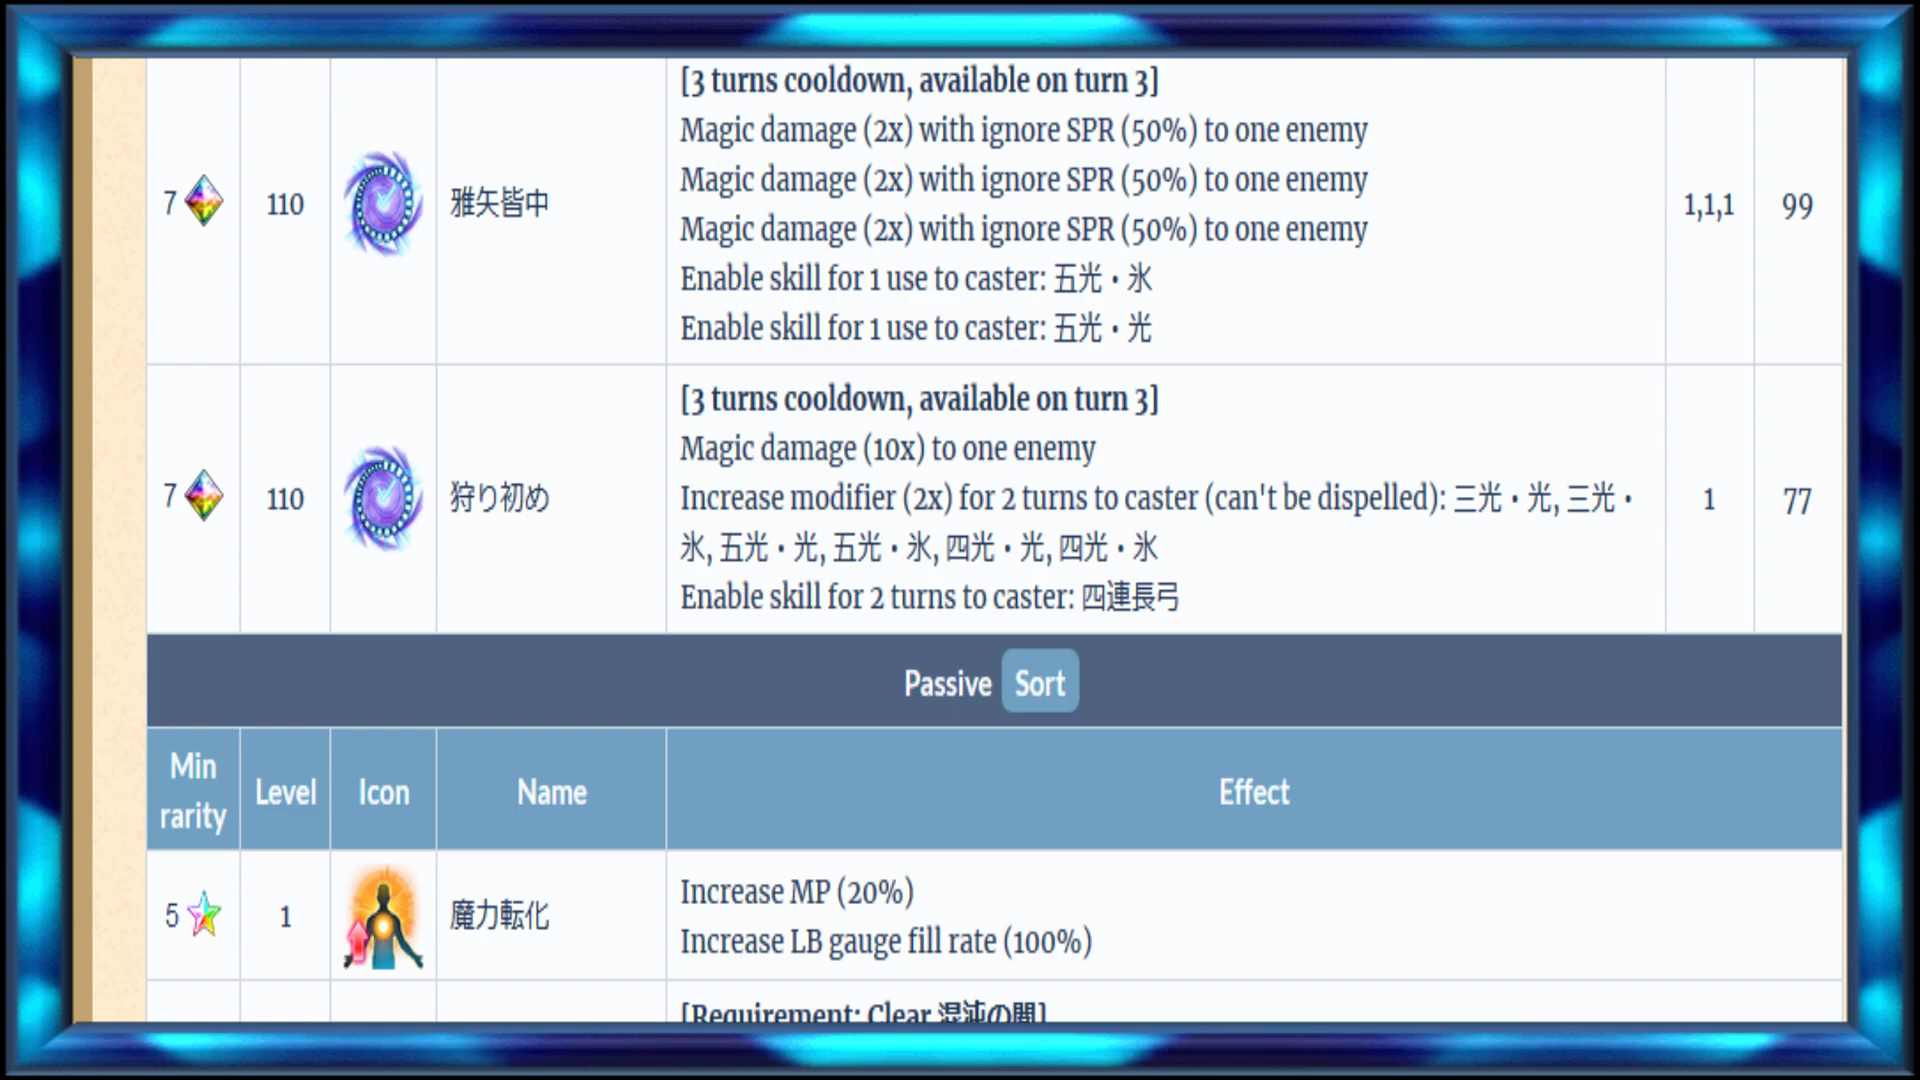 [3 turns cooldown, available on turn 3]
Magic damage (2x) with ignore SPR (50%) to one enemy
Magic damage (2x) with ignore SPR (50%) to one enemy
Magic damage (2x) with ignore SPR (50%) to one enemy
Enable skill for 1 use to caster: 五光・氷
Enable skill for 1 use to caster: 五光・光
7
110
雅矢皆中
1,1,1
99
[3 turns cooldown, available on turn 3]
Magic damage (10x) to one enemy
Increase modifier (2x) for 2 turns to caster (can't be dispelled): 三光・光, 三光・
氷, 五光・光, 五光・氷, 四光・光, 四光・氷
Enable skill for 2 turns to caster: 四連長弓
7
110
狩り初め
1
77
Passive Sort
Min
rarity
Level
Icon
Name
Effect
5
1
魔力転化
Increase MP (20%)
Increase LB gauge fill rate (100%)
[Requirement: Clear 混沌の間]